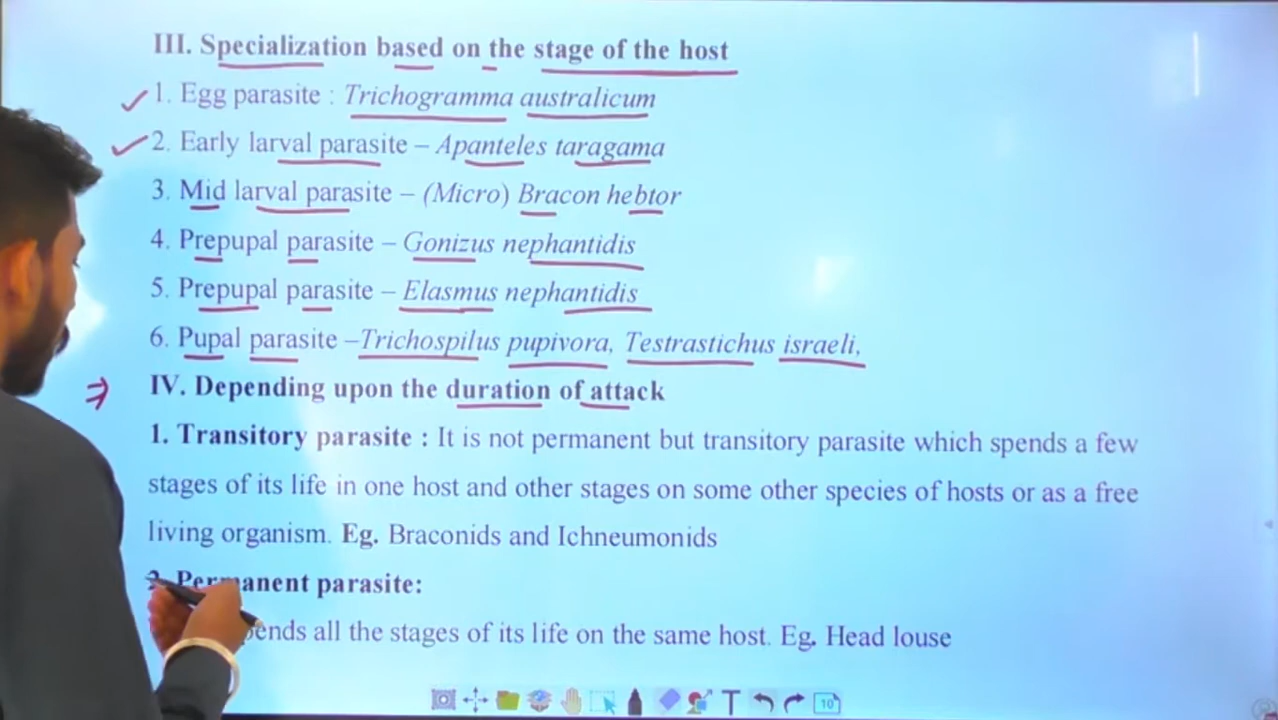 III. Specialization based on the stage of the host
1. Egg parasite : Trichogramma australicum
2. Early larval parasite – Apanteles taragama
3. Mid larval parasite – (Micro) Bracon hebtor
4. Prepupal parasite – Gonizus nephantidis
5. Prepupal parasite – Elasmus nephantidis
6. Pupal parasite –Trichospilus pupivora, Testrastichus israeli,
IV. Depending upon the duration of attack
1. Transitory parasite : It is not permanent but transitory parasite which spends a few
stages of its life in one host and other stages on some other species of hosts or as a free
living organism. Eg. Braconids and Ichneumonids
2. Permanent parasite:
all the stages of its life on the same host. Eg. Head louse
T
10